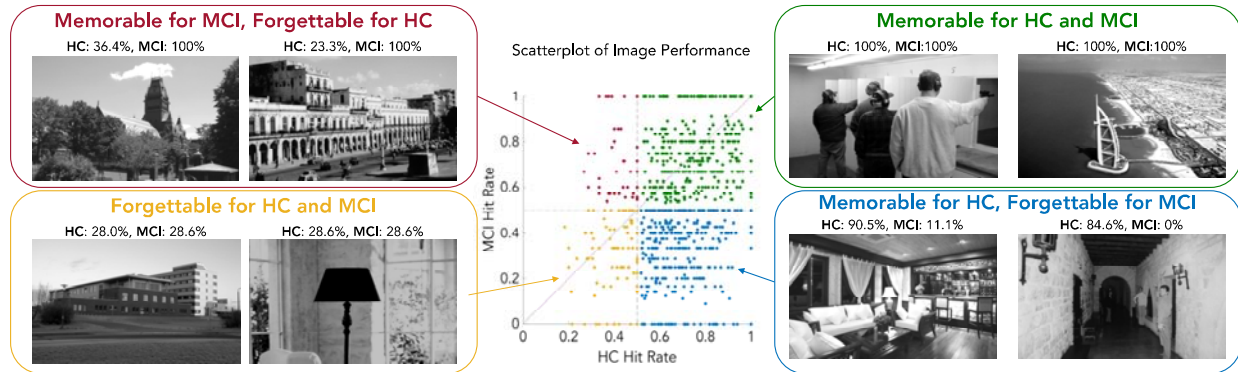 Memorable for MCI, Forgettable for HC
HC: 36.4%, MCI: 100%
HC: 23.3%, MCI: 100%
Forgettable for HC and MCI
HC: 28.0%, MCI: 28.6%
HC: 28.6%, MCI: 28.6%
Scatterplot of Image Performance
MCI Hit Rate
1
0.8
0.6
0.4
0.2
0
0.2
0.4
0.6
0.8
1
HC Hit Rate
Memorable for HC and MCI
HC: 100%, MCI:100%
HC: 100%, MCI:100%
Memorable for HC, Forgettable for MCI
HC: 90.5%, MCI: 11.1%
HC: 84.6%, MCI: 0%